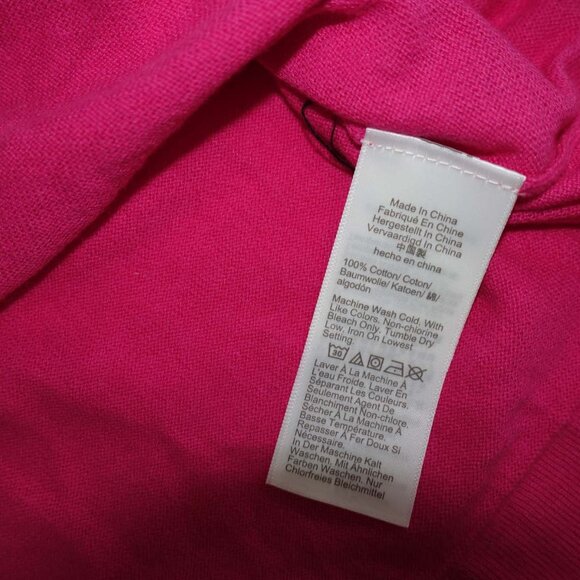 Made In China
Fabriqué En Chine
Hergestellt In China
Vervaardigd In China
中国製
hecho en china
100% Cotton/ Coton/
Baumwolle/ Katoen/ 綿/
algodón
Machine Wash Cold, With
Like Colors. Non-chlorine
Bleach Only. Tumble Dry
Low, Iron On Lowest
Setting.
30
Laver À La Machine À
L'eau Froide. Laver En
Séparant Les Couleurs.
Seulement Agent De
Blanchiment Non-chlore.
Sécher À La Machine À
Basse Température.
Repasser À Fer Doux Si
Nécessaire.
In Der Maschine Kalt
Waschen. Mit Ähnlichen
Farben Waschen. Nur
Chlorfreies Bleichmittel